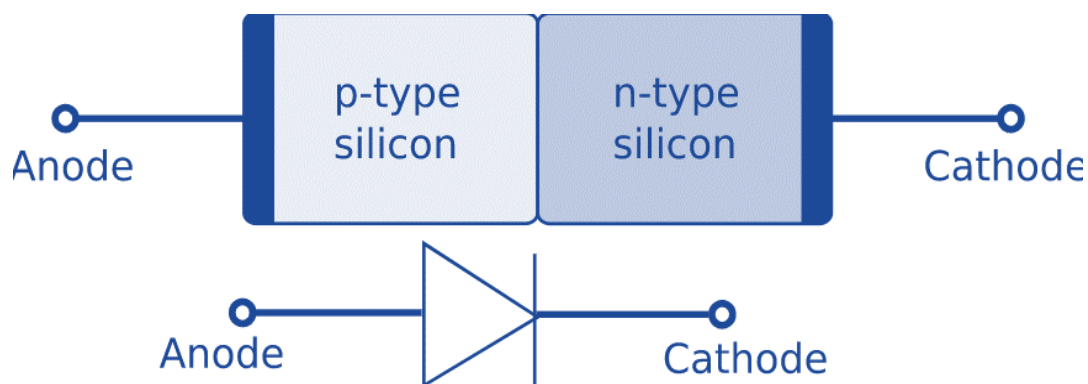 p-type
silicon
n-type
silicon
Anode
Cathode
Anode
Cathode